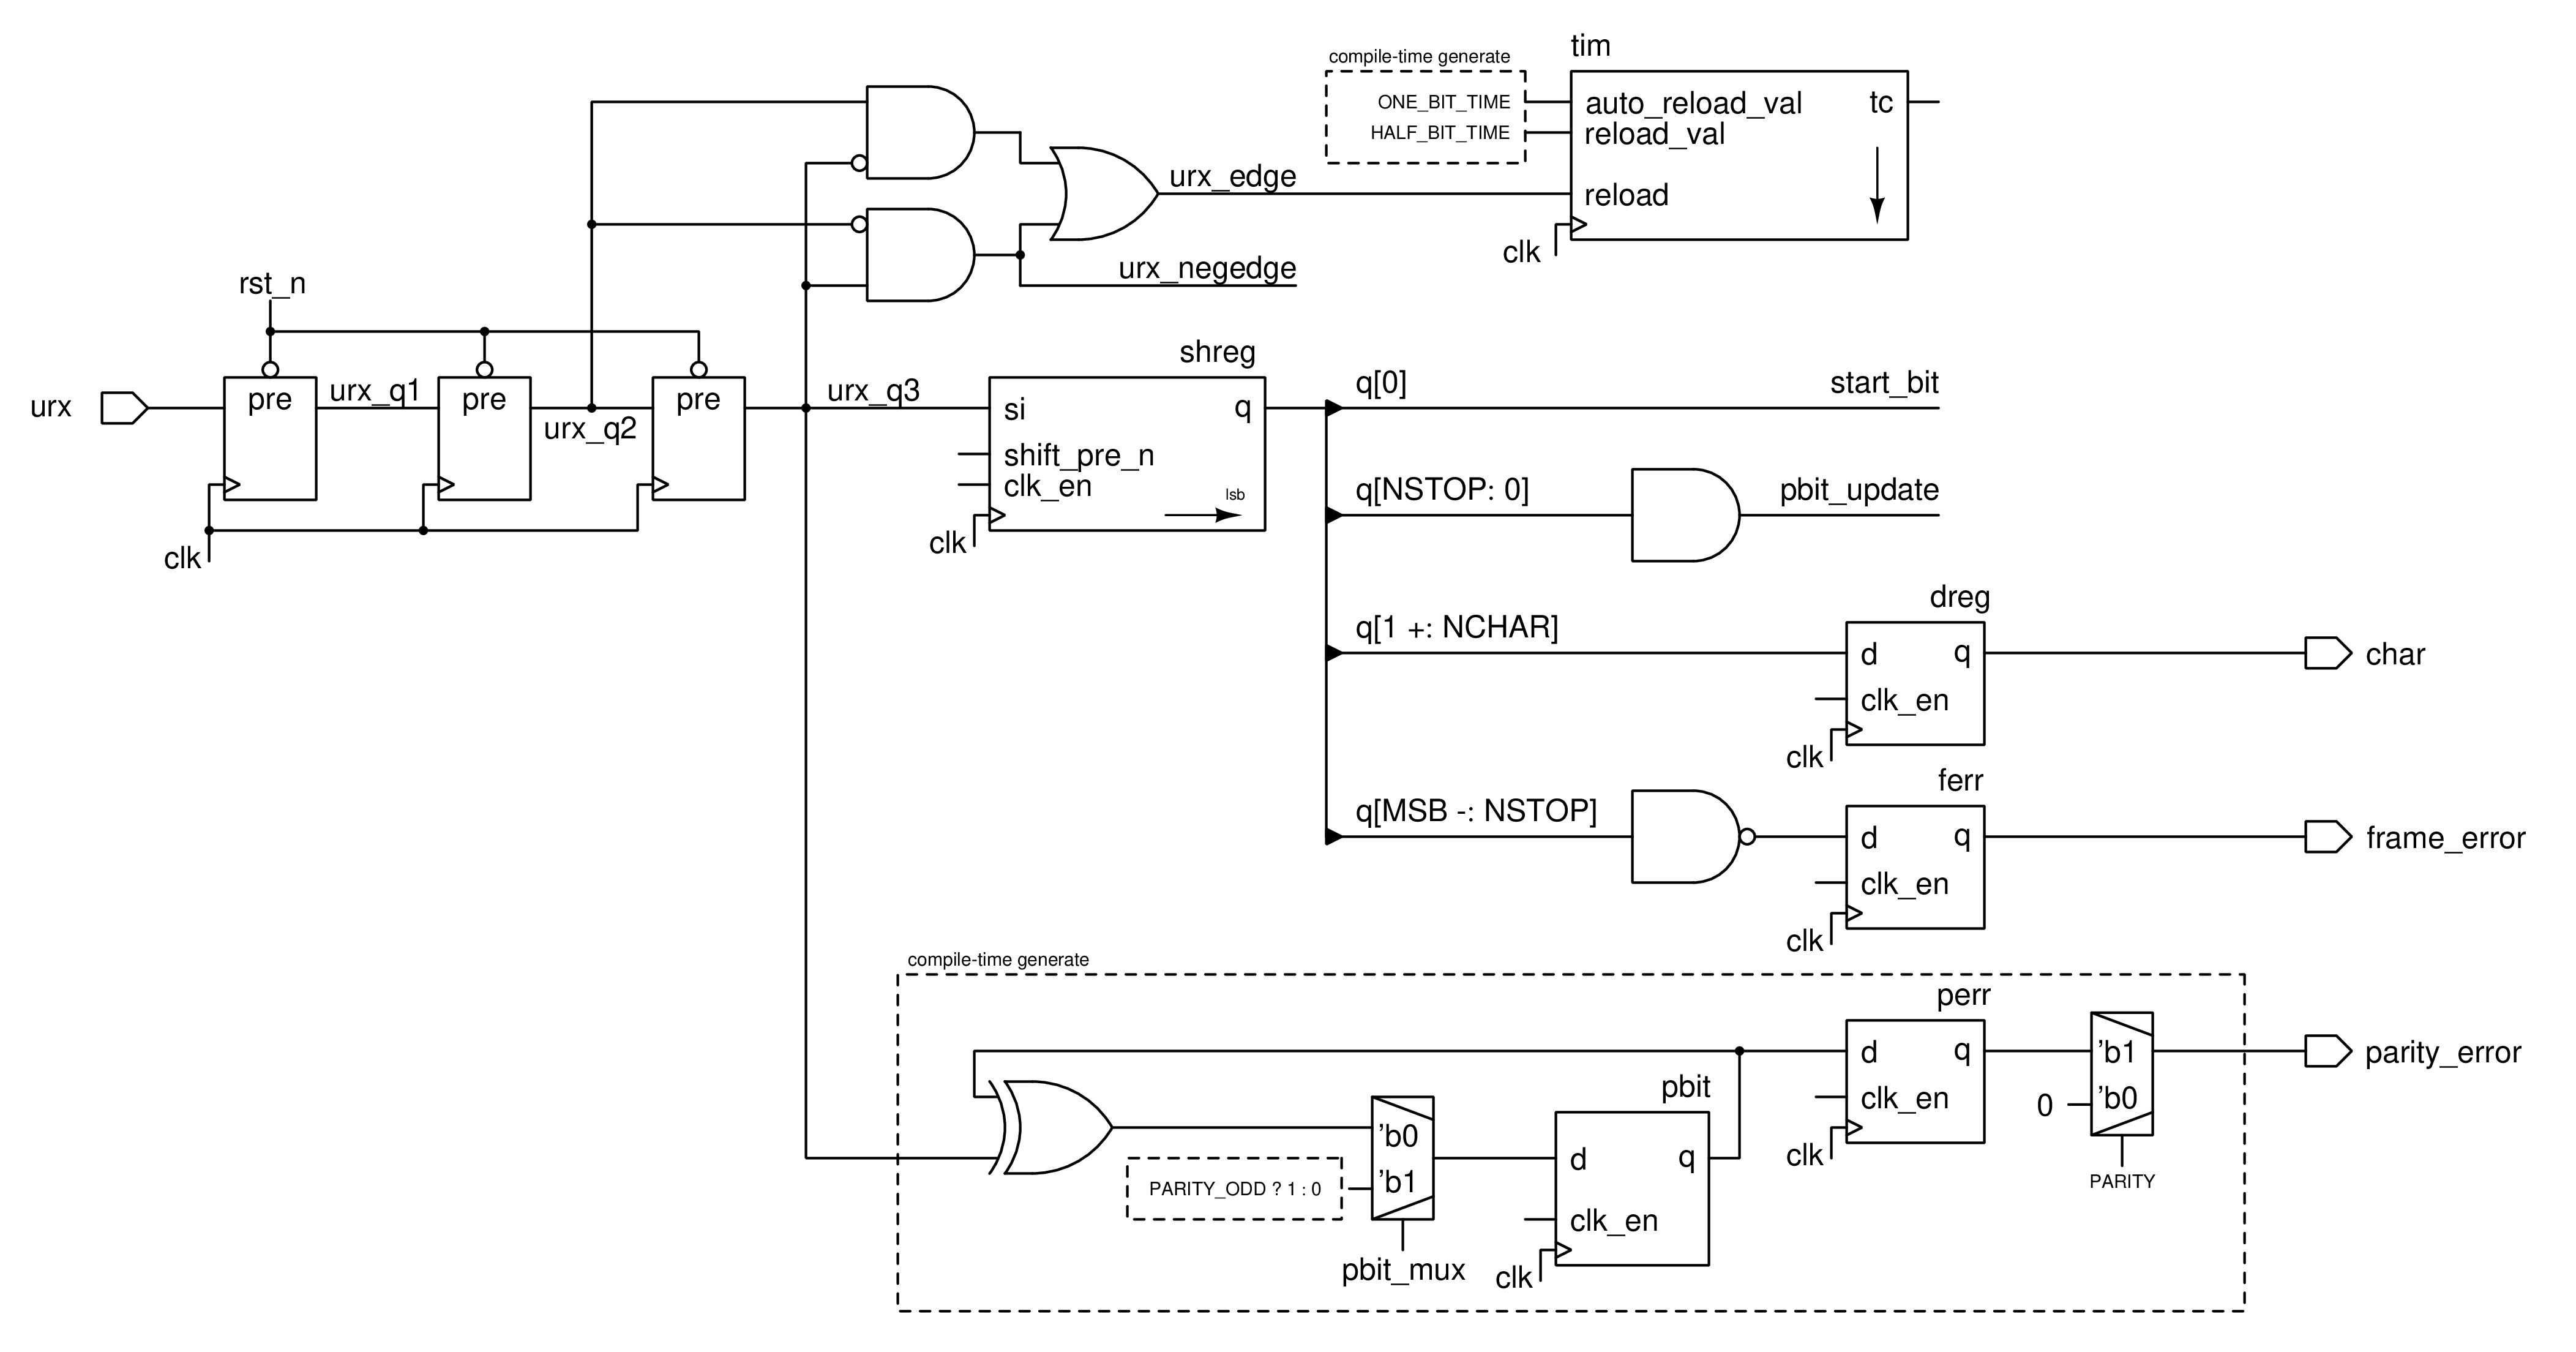 tim
compile-time generate
ONE_BIT_TIME
HALF_BIT_TIME
auto_reload_val
tc
reload_val
reload
clk
urx_edge
urx_negedge
rst_n
urx
pre
urx_q1
pre
urx_q2
pre
urx_q3
clk
shreg
si
q
shift_pre_n
clk_en
lsb
clk
q[0]
start_bit
q[NSTOP: 0]
pbit_update
dreg
q[1 +: NCHAR]
d
q
clk_en
clk
char
ferr
q[MSB -: NSTOP]
d
q
clk_en
clk
frame_error
compile-time generate
perr
d
q
clk_en
clk
'b1
'b0
0
PARITY
parity_error
pbit
'b0
'b1
PARITY_ODD ? 1 : 0
pbit_mux
d
q
clk_en
clk